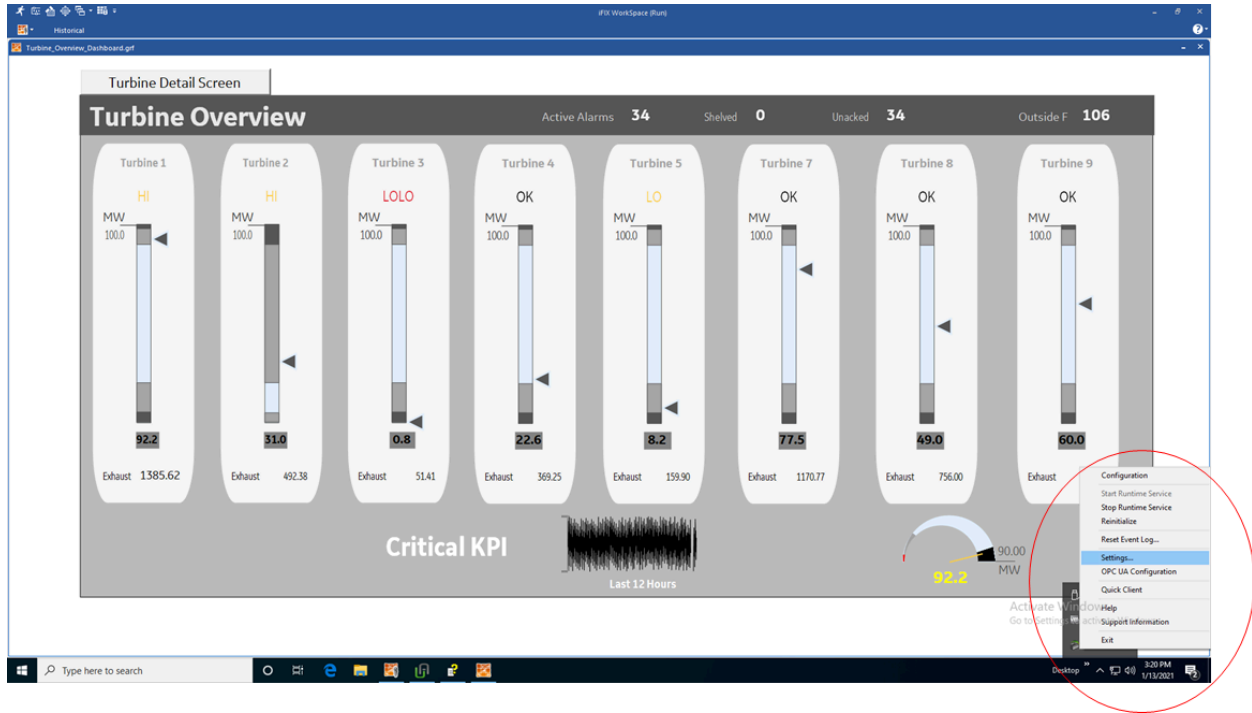 iFIX WorkSpace (Run)
Historical
Turbine_Overview_Dashboard.grf
Turbine Detail Screen
Turbine Overview
Active Alarms 34 Shelved 0 Unacked 34 Outside F 106
Turbine 1 Turbine 2 Turbine 3 Turbine 4 Turbine 5 Turbine 7 Turbine 8 Turbine 9
HI HI LOLO OK LO OK OK OK
MW MW MW MW MW MW MW MW
100.0 100.0 100.0 100.0 100.0 100.0 100.0 100.0
92.2 31.0 0.8 22.6 8.2 77.5 49.0 60.0
Exhaust 1385.62 Exhaust 492.38 Exhaust 51.41 Exhaust 369.25 Exhaust 159.90 Exhaust 1170.77 Exhaust 756.00 Exhaust
Configuration
Start Runtime Service
Stop Runtime Service
Reinitialize
Reset Event Log...
Settings...
OPC UA Configuration
Quick Client
Help
Support Information
Exit
Critical KPI
Last 12 Hours
90.00
MW
92.2
Activate Windo
Go to Settings acti
Type here to search
Desktop
3:20 PM
1/13/2021
2